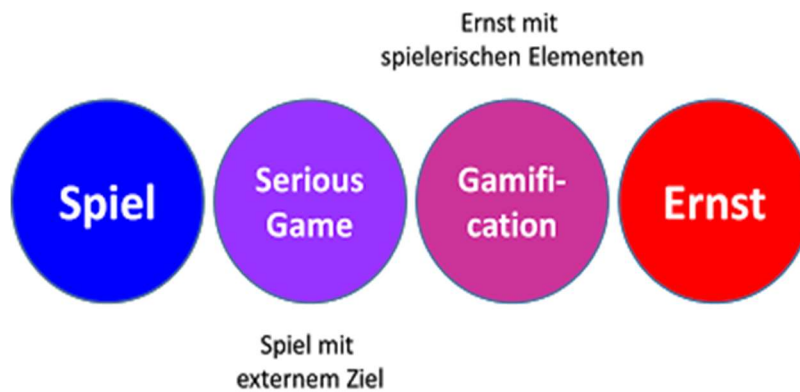 Ernst mit
spielerischen Elementen
Spiel
Serious
Game
Gamifi-
cation
Ernst
Spiel mit
externem Ziel